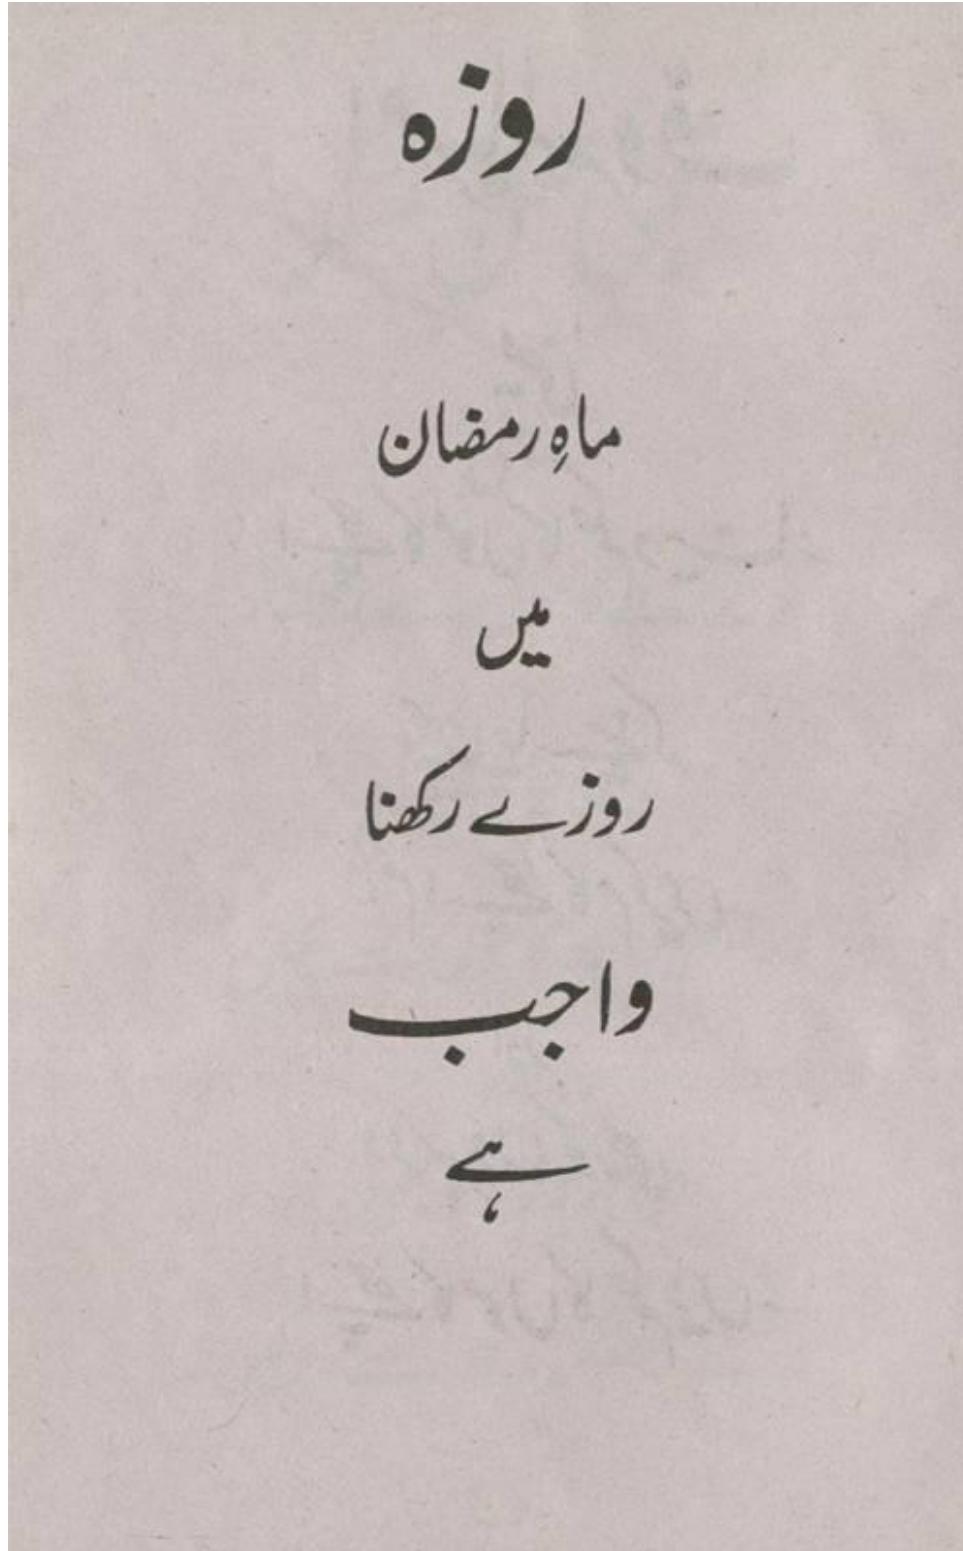 روزہ
ماہِ رمضان
میں
روزے رکھنا
واجب
ہے